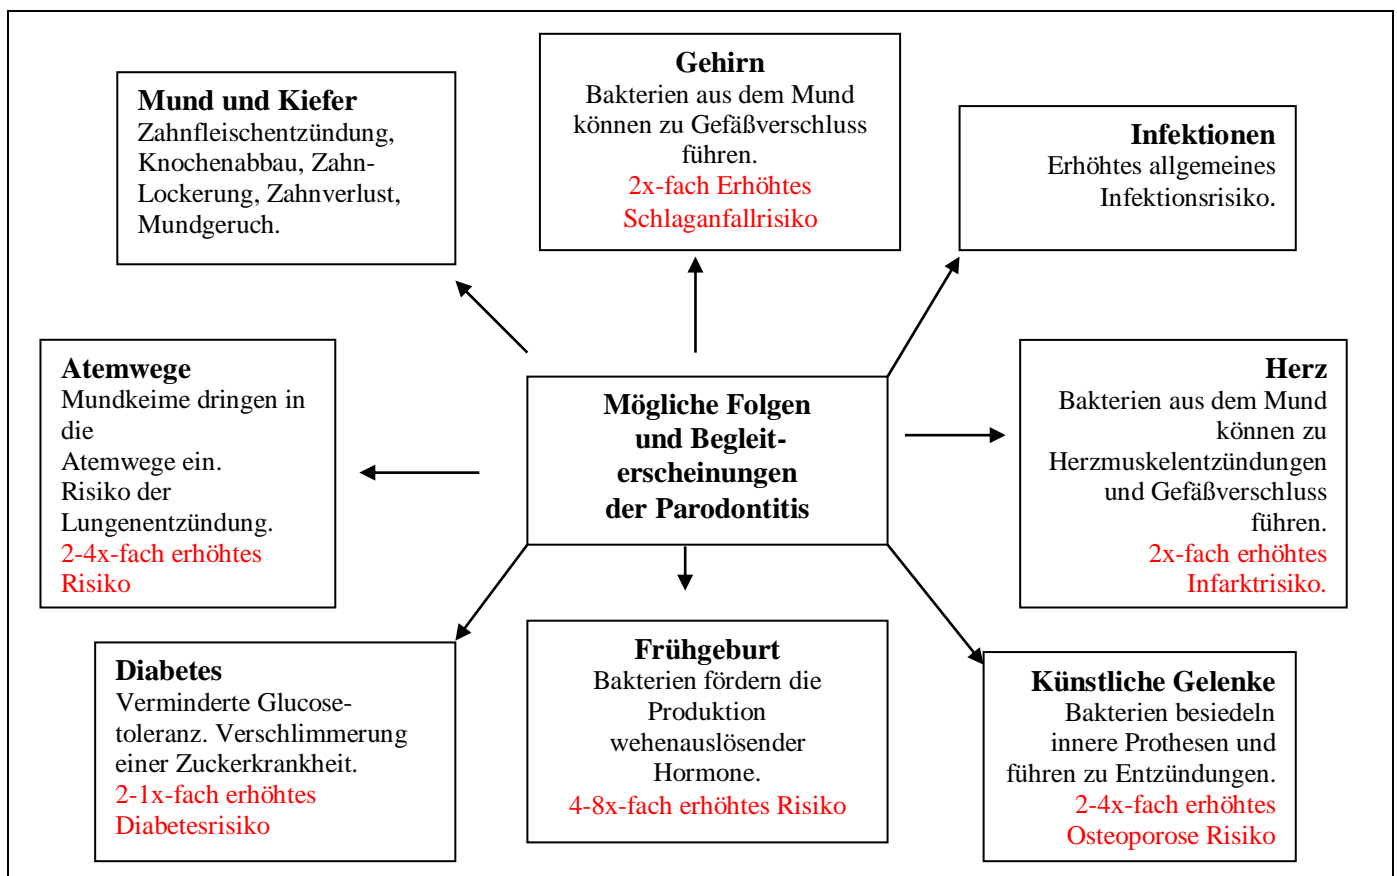 Gehirn
Bakterien aus dem Mund
können zu Gefäßverschluss
führen.
2x-fach Erhöhtes
Schlaganfallrisiko
Mund und Kiefer
Zahnfleischentzündung,
Knochenabbau, Zahn-
Lockerung, Zahnverlust,
Mundgeruch.
Infektionen
Erhöhtes allgemeines
Infektionsrisiko.
Atemwege
Mundkeime dringen in
die
Atemwege ein.
Risiko der
Lungenentzündung.
2-4x-fach erhöhtes
Risiko
Mögliche Folgen
und Begleit-
erscheinungen
der Parodontitis
Herz
Bakterien aus dem Mund
können zu
Herzmuskelentzündungen
und Gefäßverschluss
führen.
2x-fach erhöhtes
Infarktrisiko.
Diabetes
Verminderte Glucose-
toleranz. Verschlimmerung
einer Zuckerkrankheit.
2-1x-fach erhöhtes
Diabetesrisiko
Frühgeburt
Bakterien fördern die
Produktion
wehenauslösender
Hormone.
4-8x-fach erhöhtes Risiko
Künstliche Gelenke
Bakterien besiedeln
innere Prothesen und
führen zu Entzündungen.
2-4x-fach erhöhtes
Osteoporose Risiko